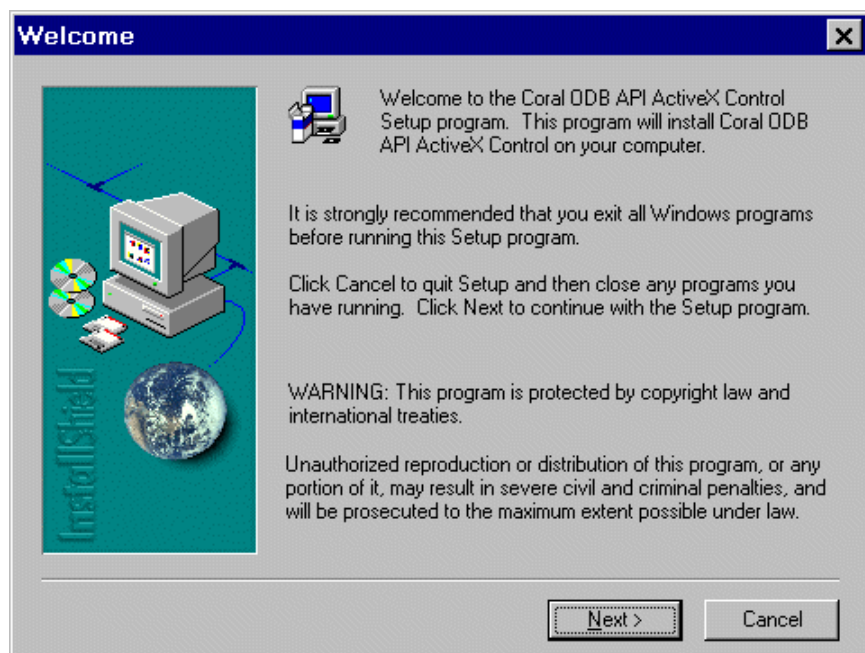 Welcome
Welcome to the Coral ODB API ActiveX Control
Setup program.  This program will install Coral ODB
API ActiveX Control on your computer.
It is strongly recommended that you exit all Windows programs
before running this Setup program.
Click Cancel to quit Setup and then close any programs you
have running.  Click Next to continue with the Setup program.
WARNING: This program is protected by copyright law and
international treaties.
Unauthorized reproduction or distribution of this program, or any
portion of it, may result in severe civil and criminal penalties, and
will be prosecuted to the maximum extent possible under law.
InstallShield
Next >
Cancel